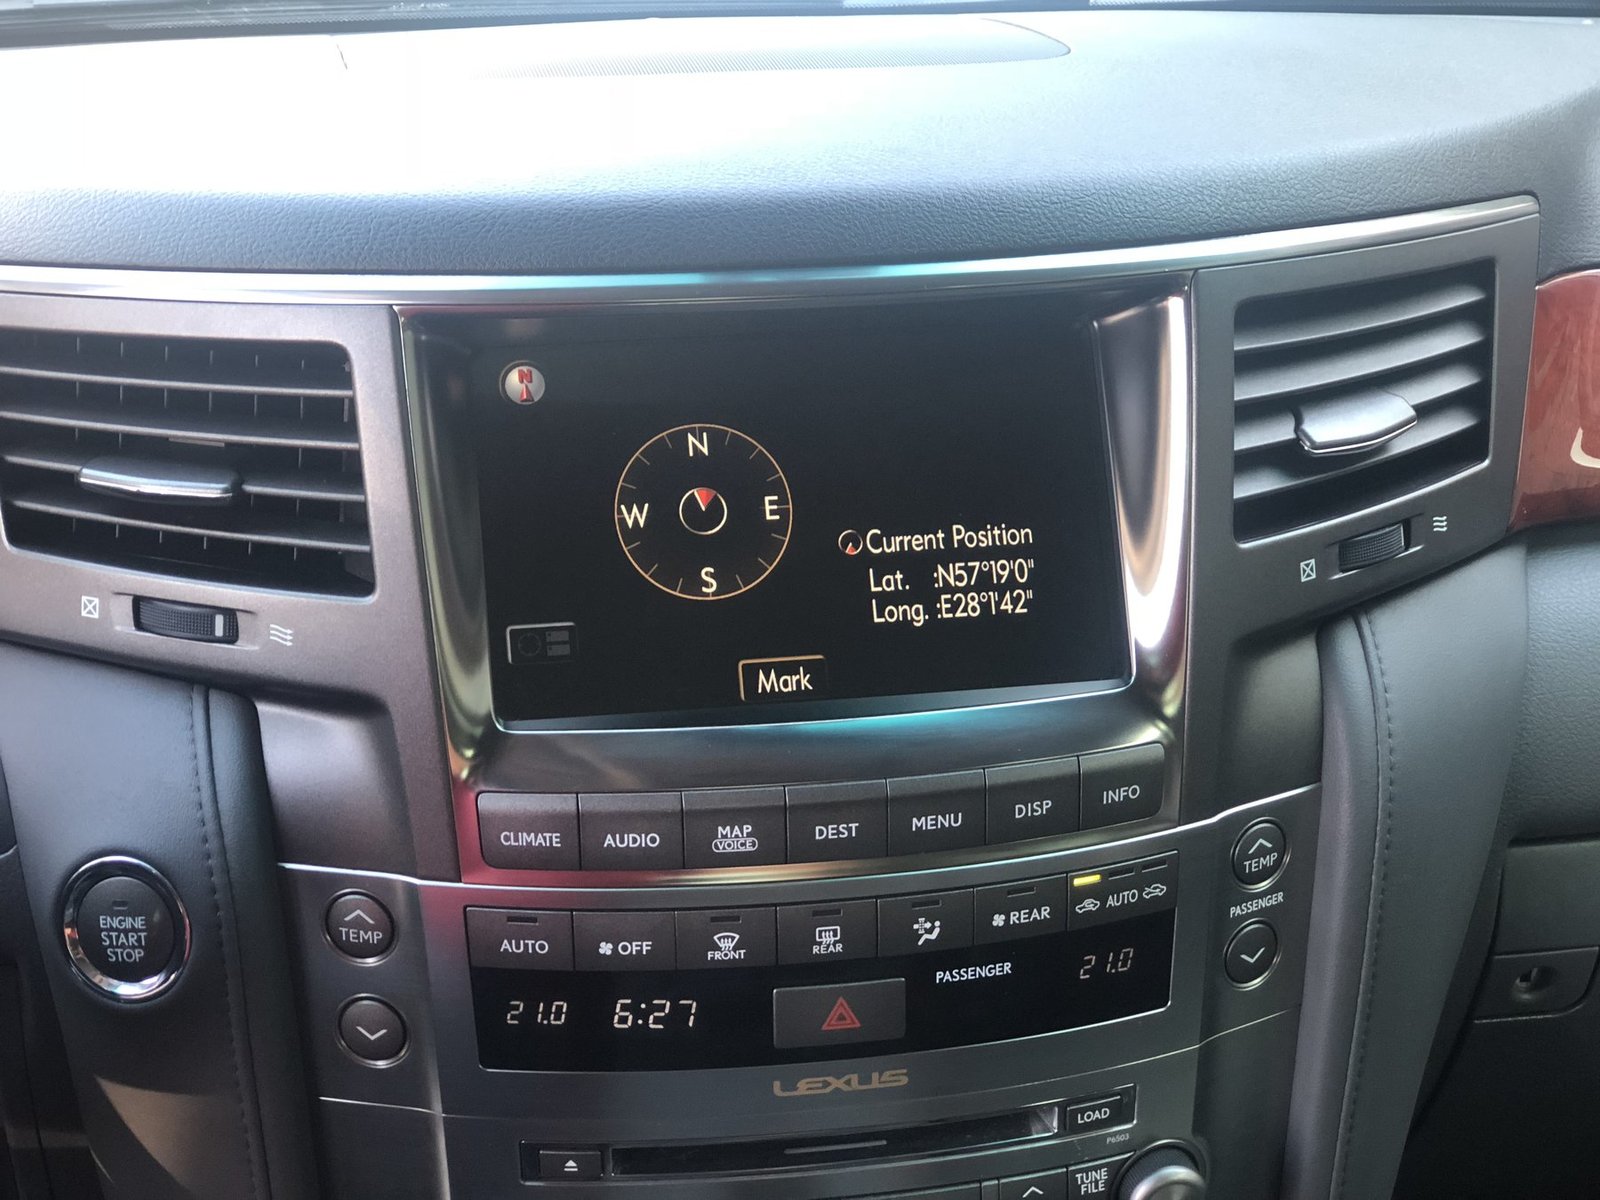 N
N
W
E
S
Current Position
Lat. :N57°19'0"
Long. :E28°1'42"
Mark
CLIMATE
AUDIO
MAP
VOICE
DEST
MENU
DISP
INFO
ENGINE
START
STOP
TEMP
AUTO
OFF
FRONT
REAR
REAR
AUTO
TEMP
PASSENGER
21.0
6:27
PASSENGER
21.0
LEXUS
LOAD
P6503
TUNE
FILE